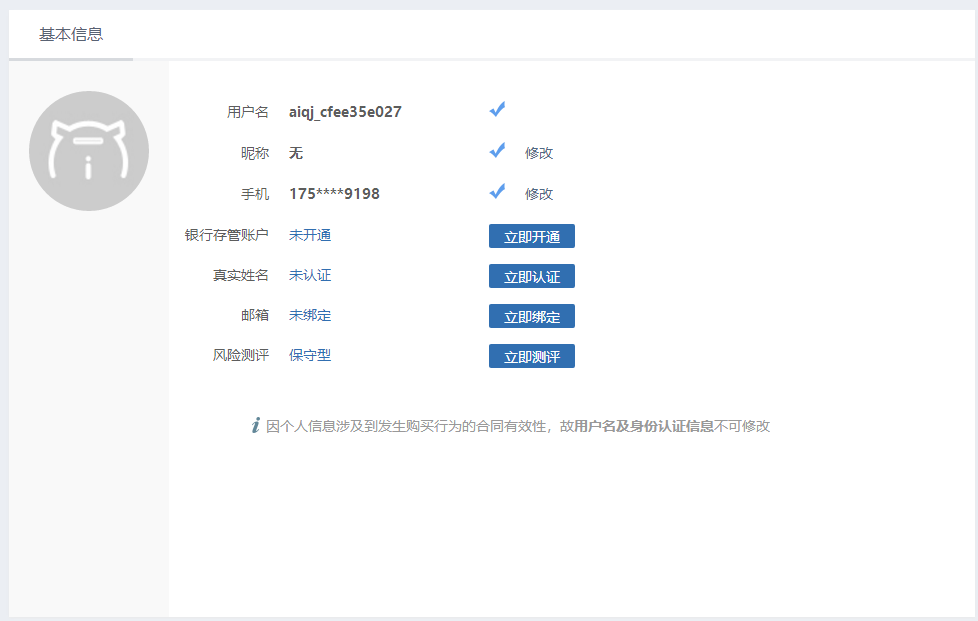 基本信息
用户名 aiqj_cfee35e027
昵称 无 修改
手机 175****9198 修改
银行存管账户 未开通 立即开通
真实姓名 未认证 立即认证
邮箱 未绑定 立即绑定
风险测评 保守型 立即测评
因个人信息涉及到发生购买行为的合同有效性，故用户名及身份认证信息不可修改